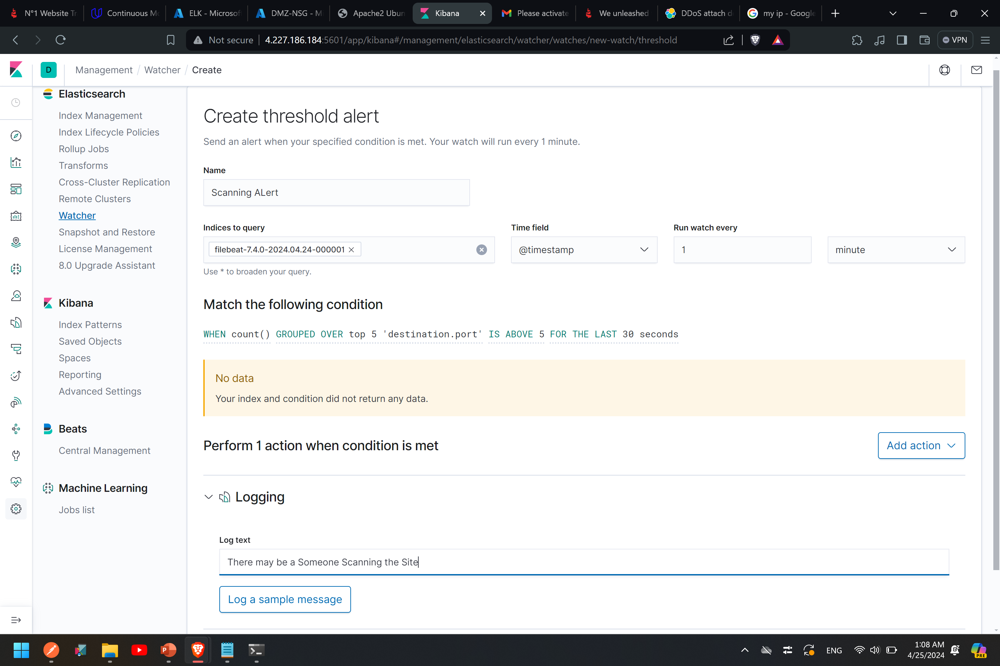 N°1 Website Tr
Continuous Mo
ELK - Microsof
DMZ-NSG - Mi
Apache2 Ubun
Kibana
Please activate
We unleashed
DDoS attach d
my ip - Google
Not secure
4.227.186.184:5601/app/kibana#/management/elasticsearch/watcher/watches/new-watch/threshold
VPN
D
Management / Watcher / Create
Elasticsearch
Index Management
Index Lifecycle Policies
Rollup Jobs
Transforms
Cross-Cluster Replication
Remote Clusters
Watcher
Snapshot and Restore
License Management
8.0 Upgrade Assistant
Kibana
Index Patterns
Saved Objects
Spaces
Reporting
Advanced Settings
Beats
Central Management
Machine Learning
Jobs list
Create threshold alert
Send an alert when your specified condition is met. Your watch will run every 1 minute.
Name
Scanning ALert
Indices to query
filebeat-7.4.0-2024.04.24-000001
Use * to broaden your query.
Time field
@timestamp
Run watch every
1
minute
Match the following condition
WHEN count() GROUPED OVER top 5 'destination.port' IS ABOVE 5 FOR THE LAST 30 seconds
No data
Your index and condition did not return any data.
Perform 1 action when condition is met
Add action
Logging
Log text
There may be a Someone Scanning the Site
Log a sample message
P
ENG
1:08 AM
4/25/2024
PRE